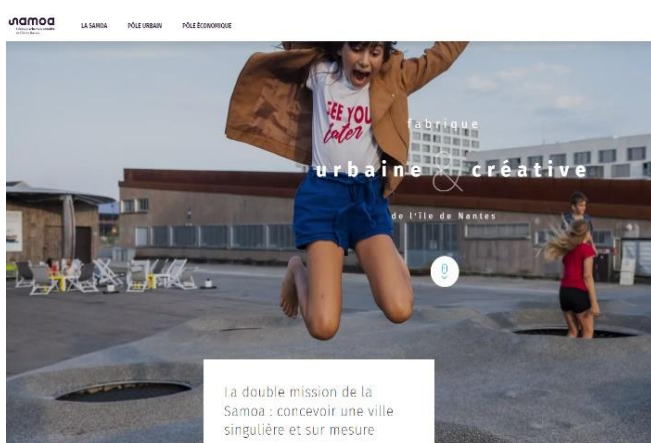 samoa
LA SAMOA PÔLE URBAIN PÔLE ÉCONOMIQUE
SEE YOU
later
fabrique
urbaine & créative
de l'île de Nantes
La double mission de la
Samoa : concevoir une ville
singulière et sur mesure